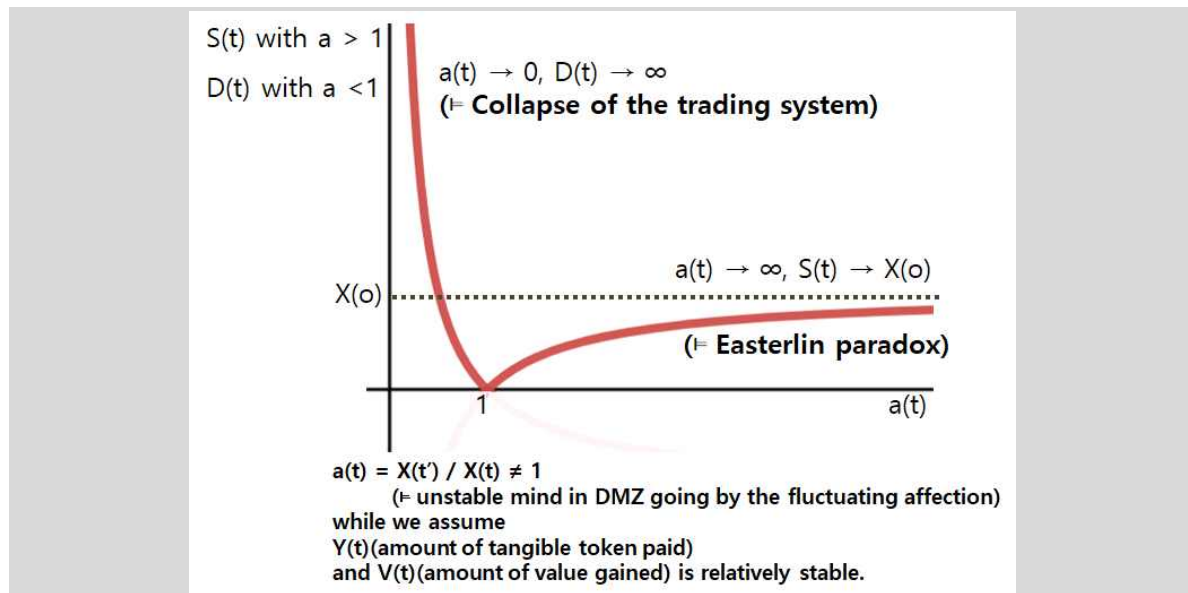 S(t) with a > 1
D(t) with a <1
a(t) → 0, D(t) → ∞
(⊨ Collapse of the trading system)
a(t) → ∞, S(t) → X(o)
X(o)
(⊨ Easterlin paradox)
1
a(t)
a(t) = X(t′) / X(t) ≠ 1
(⊨ unstable mind in DMZ going by the fluctuating affection)
while we assume
Y(t)(amount of tangible token paid)
and V(t)(amount of value gained) is relatively stable.